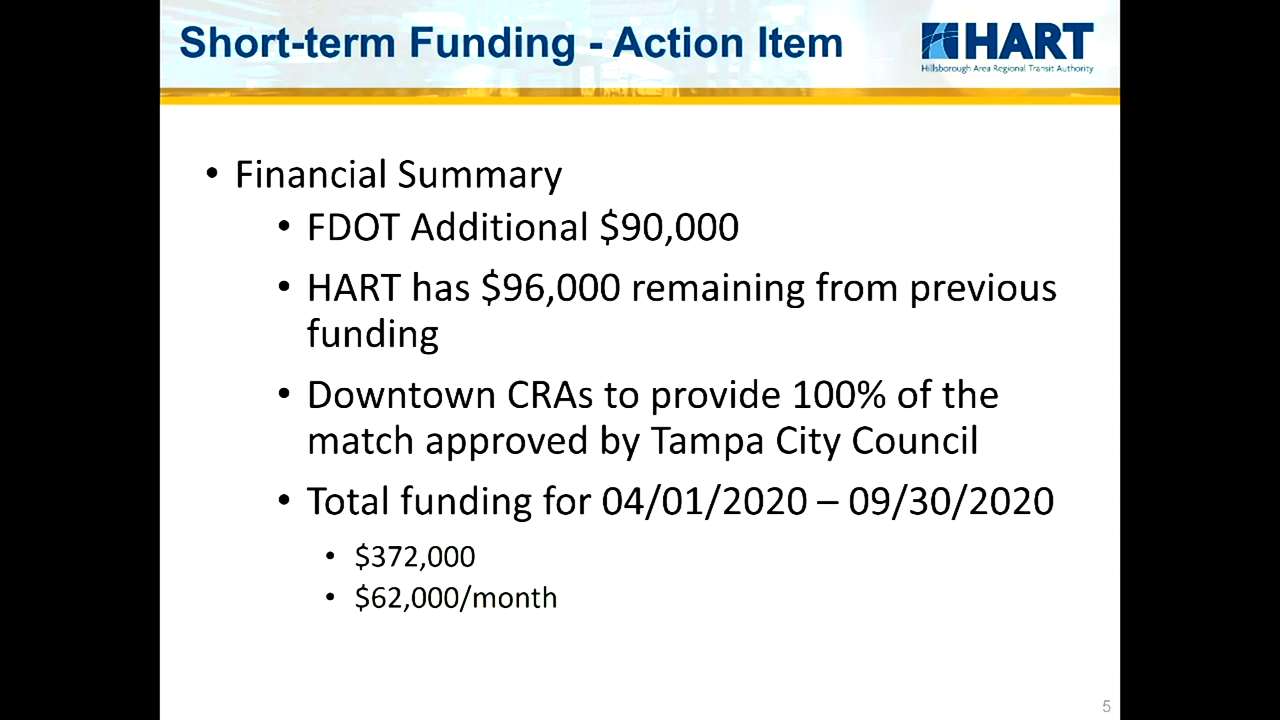 Short-term Funding - Action Item
HART
Hillsborough Area Regional Transit Authority
• Financial Summary
• FDOT Additional $90,000
• HART has $96,000 remaining from previous
funding
• Downtown CRAs to provide 100% of the
match approved by Tampa City Council
• Total funding for 04/01/2020 – 09/30/2020
• $372,000
• $62,000/month
5